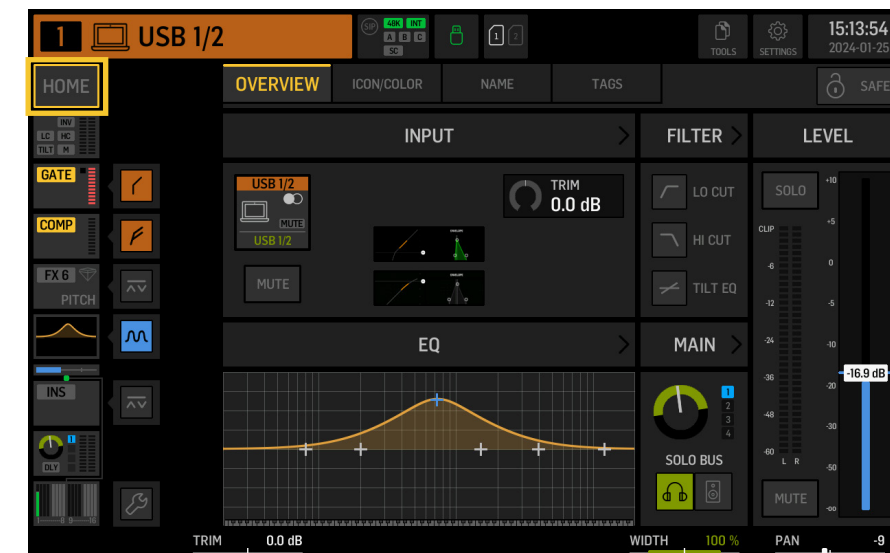 1 USB 1/2
SIP 48K INT
A B C
SC
1 2
TOOLS
SETTINGS
15:13:54
2024-01-25
HOME
OVERVIEW
ICON/COLOR
NAME
TAGS
SAFE
INV
LC HC
TILT M
GATE
COMP
FX 6
PITCH
INS
1
DLY
1 8 9 16
INPUT
USB 1/2
MUTE
USB 1/2
TRIM
0.0 dB
MUTE
FILTER
LO CUT
HI CUT
TILT EQ
EQ
MAIN
1
2
3
4
SOLO BUS
LEVEL
SOLO
CLIP
-6
-12
-24
-36
-48
-60
L R
+10
+5
0
-5
-10
-20
-30
-50
-oo
-16.9 dB
MUTE
TRIM 0.0 dB
WIDTH 100 %
PAN -9